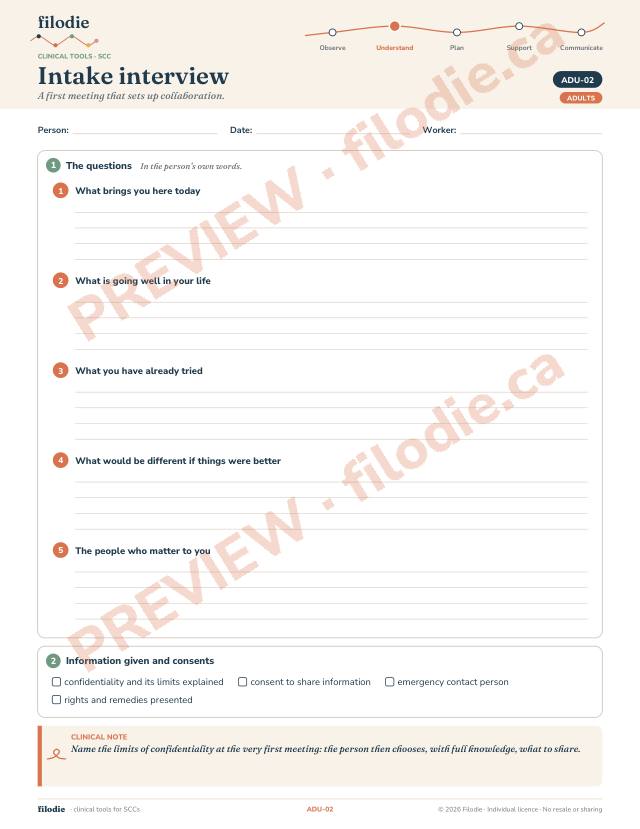 filodie
CLINICAL TOOLS · SCC
Observe Understand Plan Support Communicate
Intake interview
A first meeting that sets up collaboration.
ADU-02
ADULTS
Person: Date: Worker:
1 The questions In the person's own words.
1 What brings you here today
2 What is going well in your life
3 What you have already tried
4 What would be different if things were better
5 The people who matter to you
PREVIEW · filodie.ca
PREVIEW · filodie.ca
2 Information given and consents
confidentiality and its limits explained consent to share information emergency contact person
rights and remedies presented
CLINICAL NOTE
Name the limits of confidentiality at the very first meeting: the person then chooses, with full knowledge, what to share.
filodie · clinical tools for SCCs ADU-02 © 2026 Filodie · Individual licence · No resale or sharing